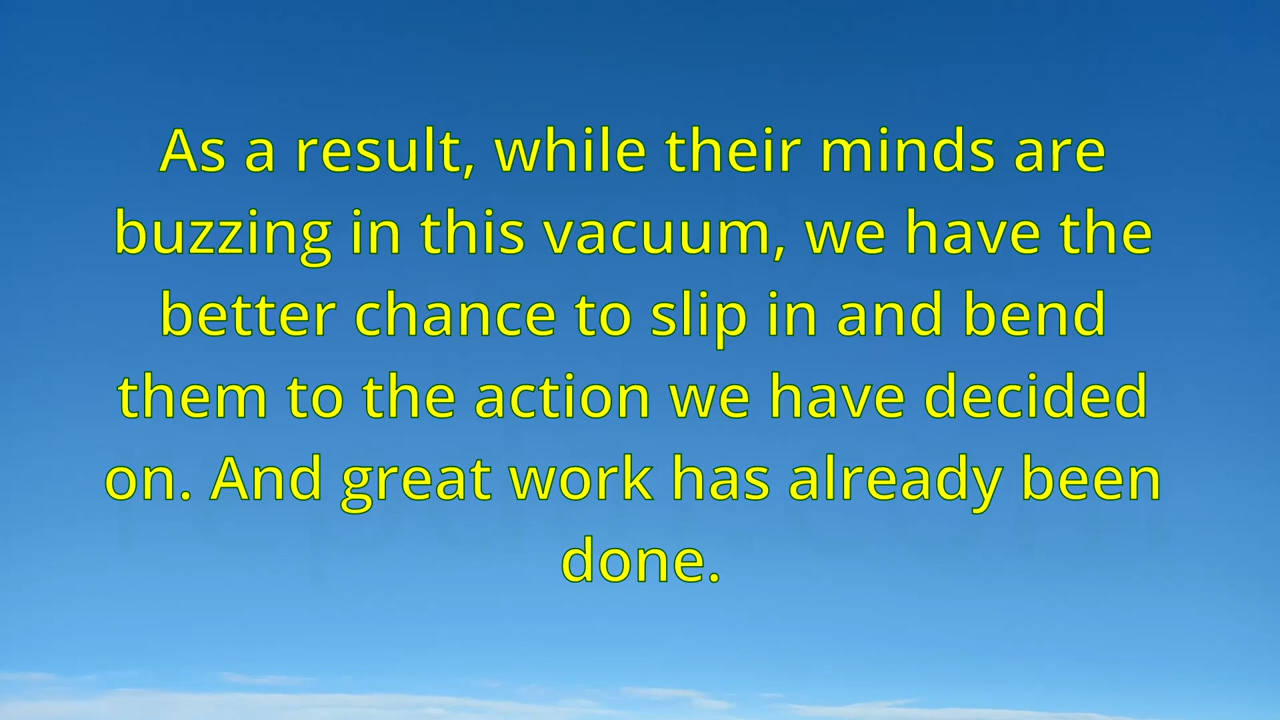 As a result, while their minds are
buzzing in this vacuum, we have the
better chance to slip in and bend
them to the action we have decided
on. And great work has already been
done.